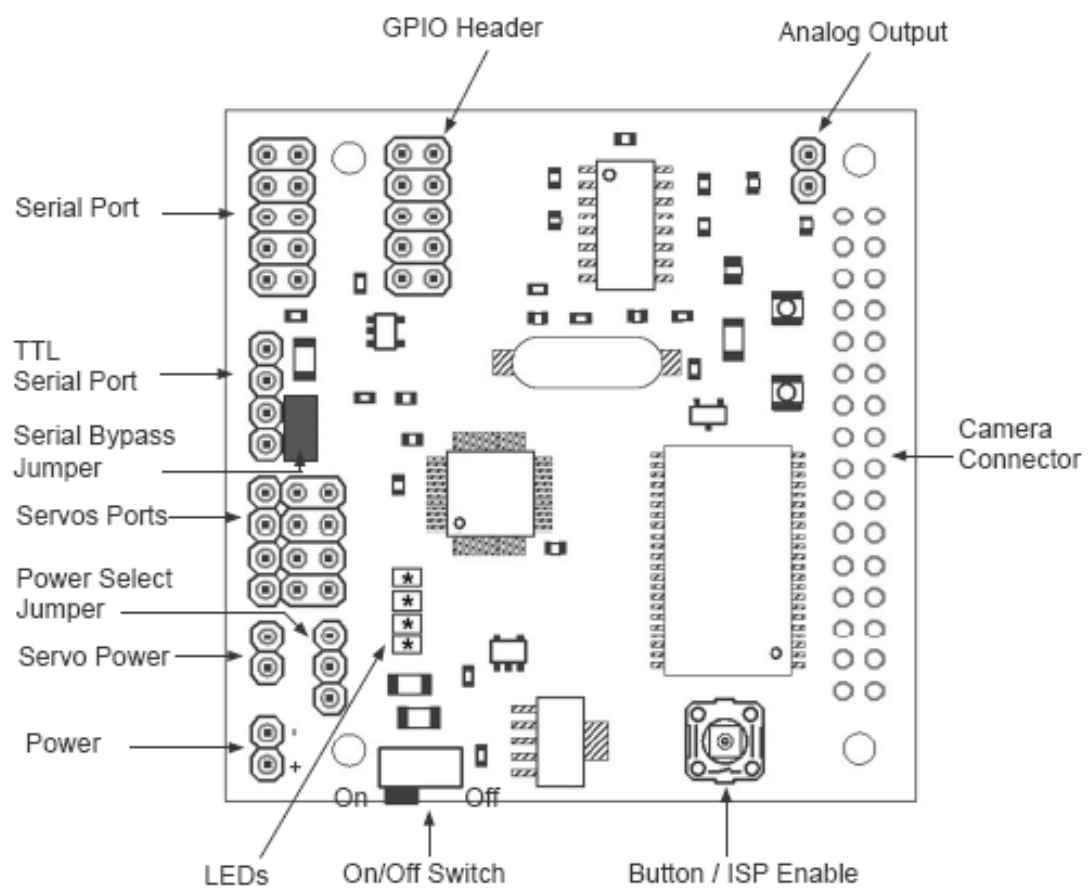 GPIO Header
Analog Output
Serial Port
TTL
Serial Port
Serial Bypass
Jumper
Camera
Connector
Servos Ports
Power Select
Jumper
Servo Power
Power
-
+
On
Off
LEDs
On/Off Switch
Button / ISP Enable